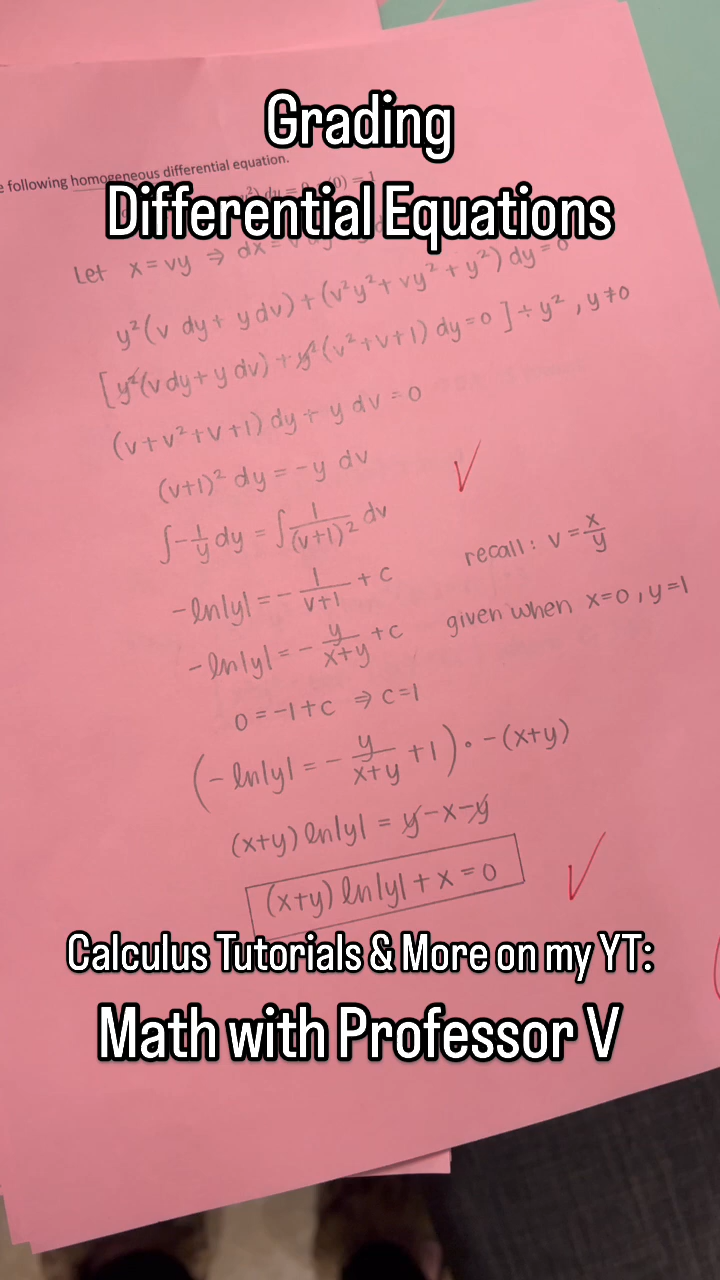 Grading
following homogeneous differential equation.
Differential Equations
Let x = vy ⇒ dx =
y²(v dy + y dv) + (v²y² + vy² + y²) dy = 0
[y²(v dy + y dv) + y²(v² + v + 1) dy = 0] ÷ y², y ≠ 0
(v + v² + v + 1) dy + y dv = 0
(v+1)² dy = -y dv
∫ -1/y dy = ∫ 1/(v+1)² dv
-ln|y| = - 1/(v+1) + c recall: v = x/y
-ln|y| = - y/(x+y) + c given when x=0, y=1
0 = -1 + c ⇒ c = 1
(-ln|y| = - y/(x+y) + 1) · -(x+y)
(x+y) ln|y| = y - x - y
(x+y) ln|y| + x = 0
Calculus Tutorials & More on my YT:
Math with Professor V